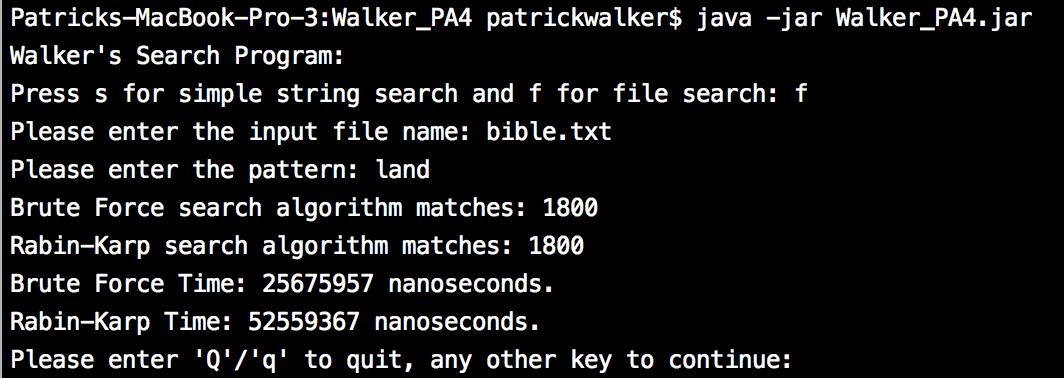 Patricks-MacBook-Pro-3:Walker_PA4 patrickwalker$ java -jar Walker_PA4.jar
Walker's Search Program:
Press s for simple string search and f for file search: f
Please enter the input file name: bible.txt
Please enter the pattern: land
Brute Force search algorithm matches: 1800
Rabin-Karp search algorithm matches: 1800
Brute Force Time: 25675957 nanoseconds.
Rabin-Karp Time: 52559367 nanoseconds.
Please enter 'Q'/'q' to quit, any other key to continue: